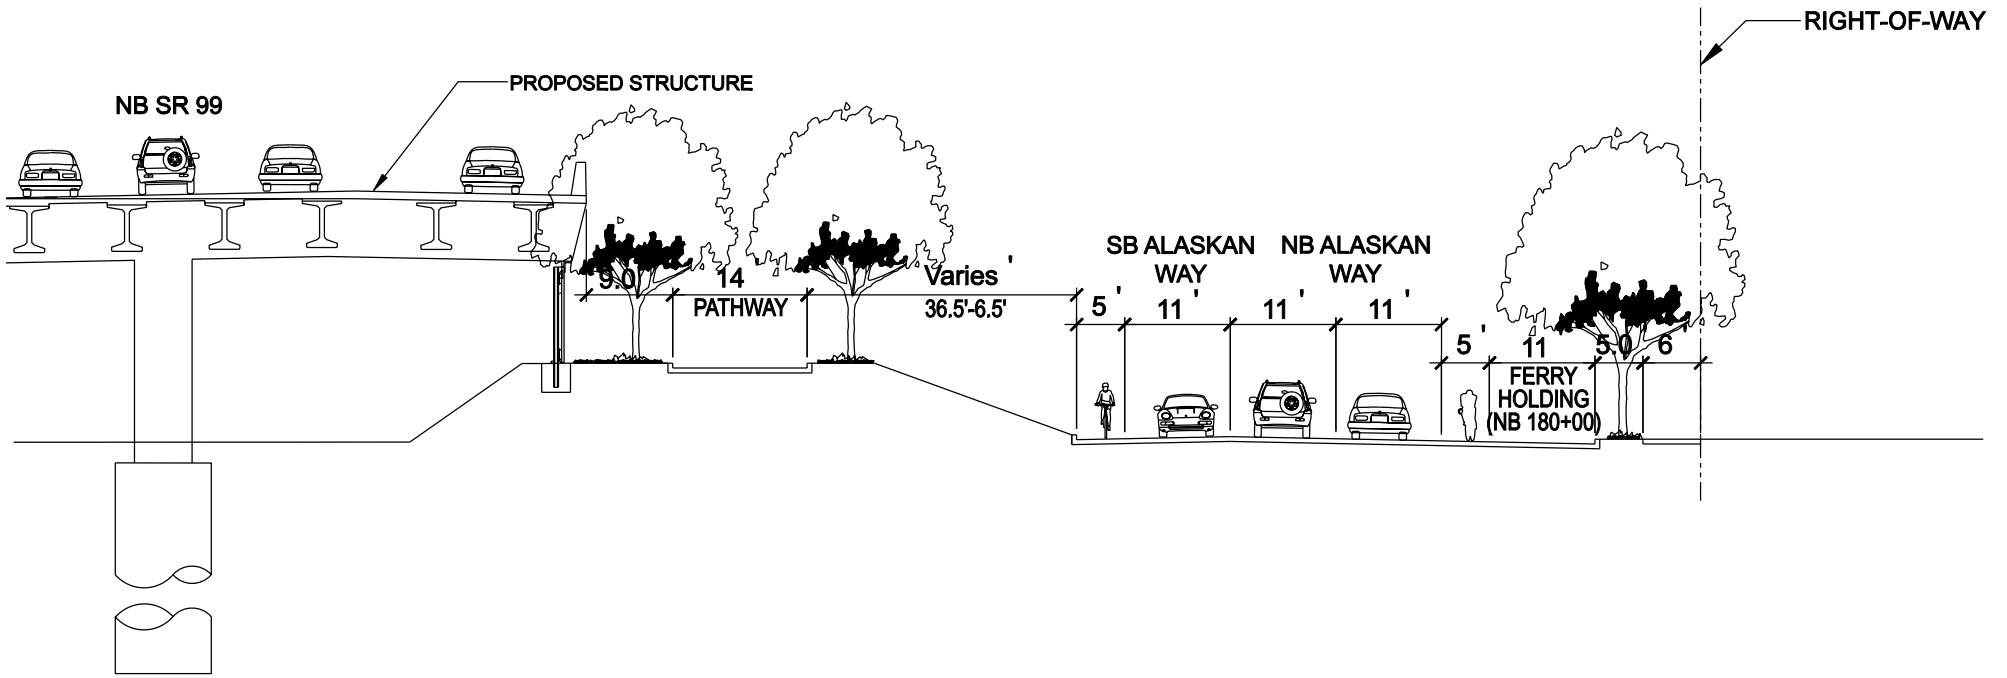 RIGHT-OF-WAY
PROPOSED STRUCTURE
NB SR 99
SB ALASKAN
WAY
NB ALASKAN
WAY
9.0'
14'
PATHWAY
Varies '
36.5'-6.5'
5 '
11 '
11 '
11 '
5 '
11
FERRY
HOLDING
(NB 180+00)
5.0'
6 '